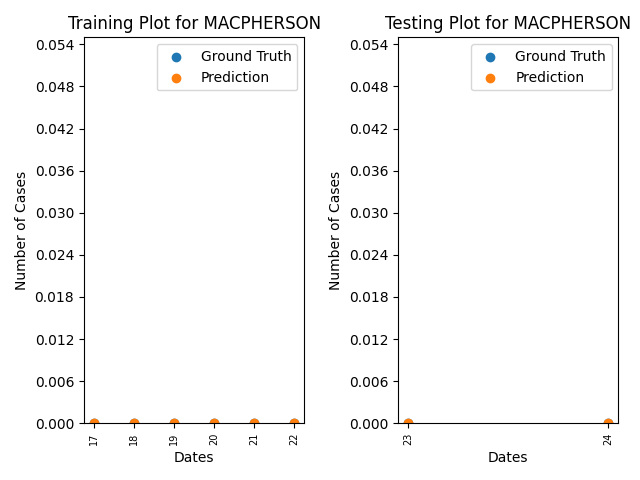 Training Plot for MACPHERSON
Ground Truth
Prediction
0.054
0.048
0.042
0.036
0.030
0.024
0.018
0.012
0.006
0.000
Number of Cases
17
18
19
20
21
22
Dates
Testing Plot for MACPHERSON
Ground Truth
Prediction
0.054
0.048
0.042
0.036
0.030
0.024
0.018
0.012
0.006
0.000
Number of Cases
23
24
Dates